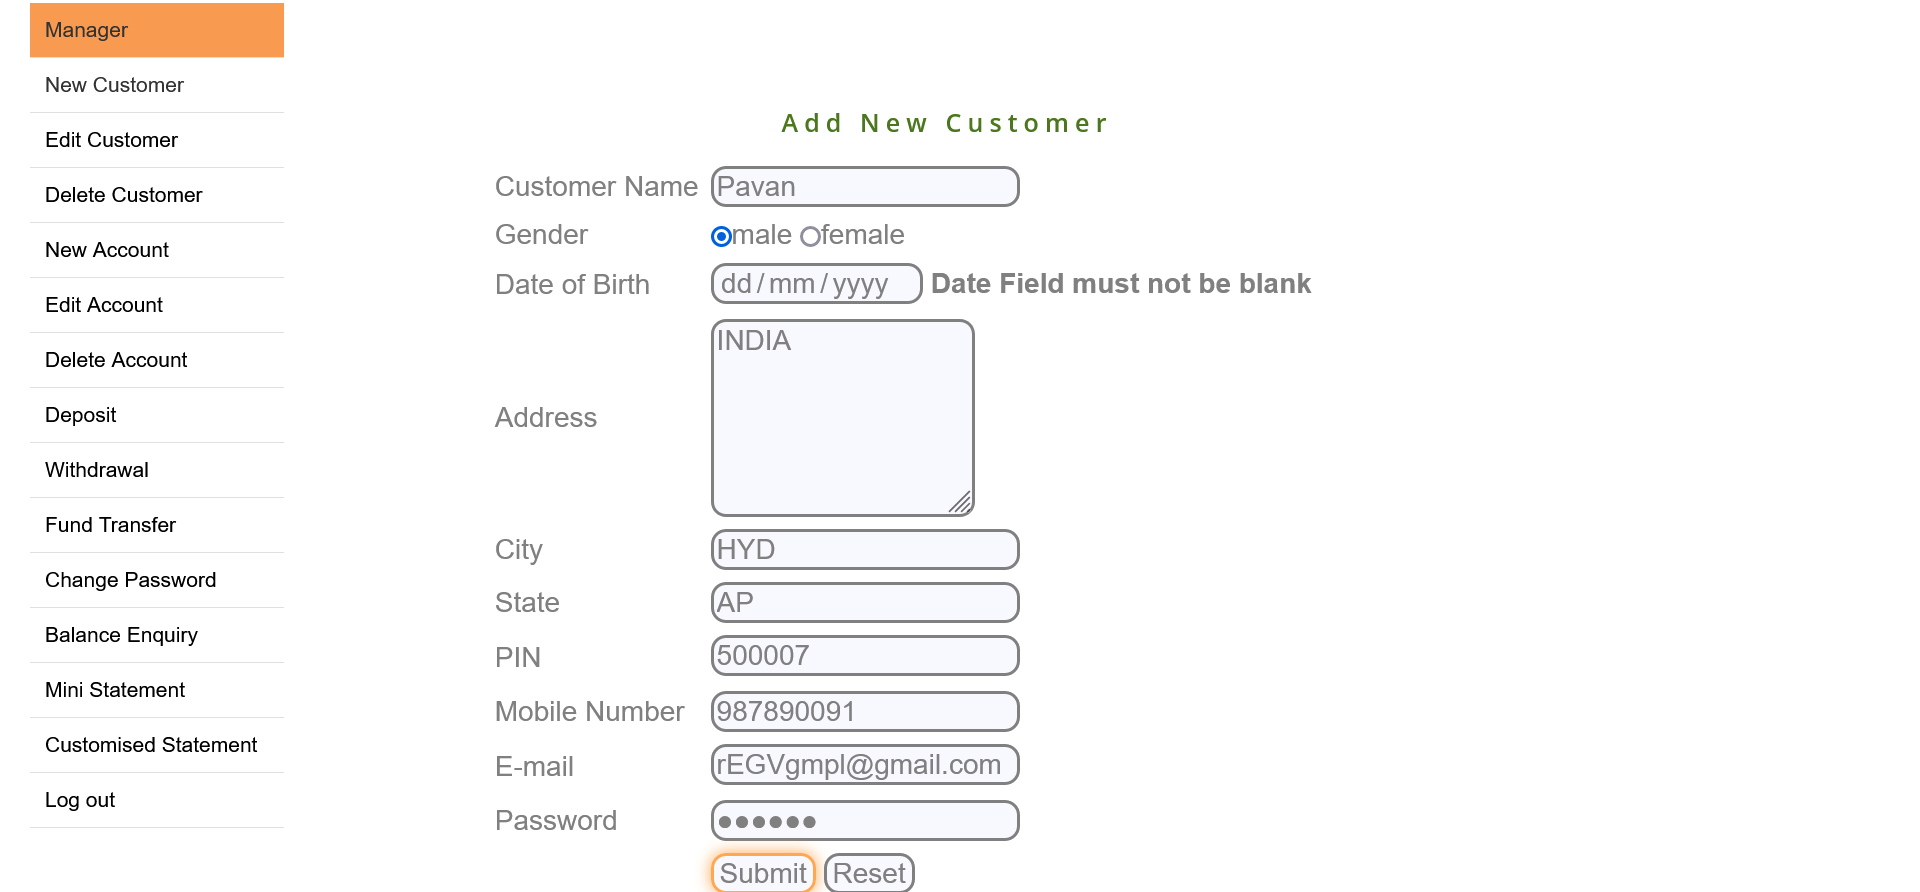 Manager
New Customer
Edit Customer
Delete Customer
New Account
Edit Account
Delete Account
Deposit
Withdrawal
Fund Transfer
Change Password
Balance Enquiry
Mini Statement
Customised Statement
Log out
Add New Customer
Customer Name Pavan
Gender male female
Date of Birth dd/mm/yyyy Date Field must not be blank
Address INDIA
City HYD
State AP
PIN 500007
Mobile Number 987890091
E-mail rEGVgmpl@gmail.com
Password ••••••
Submit Reset